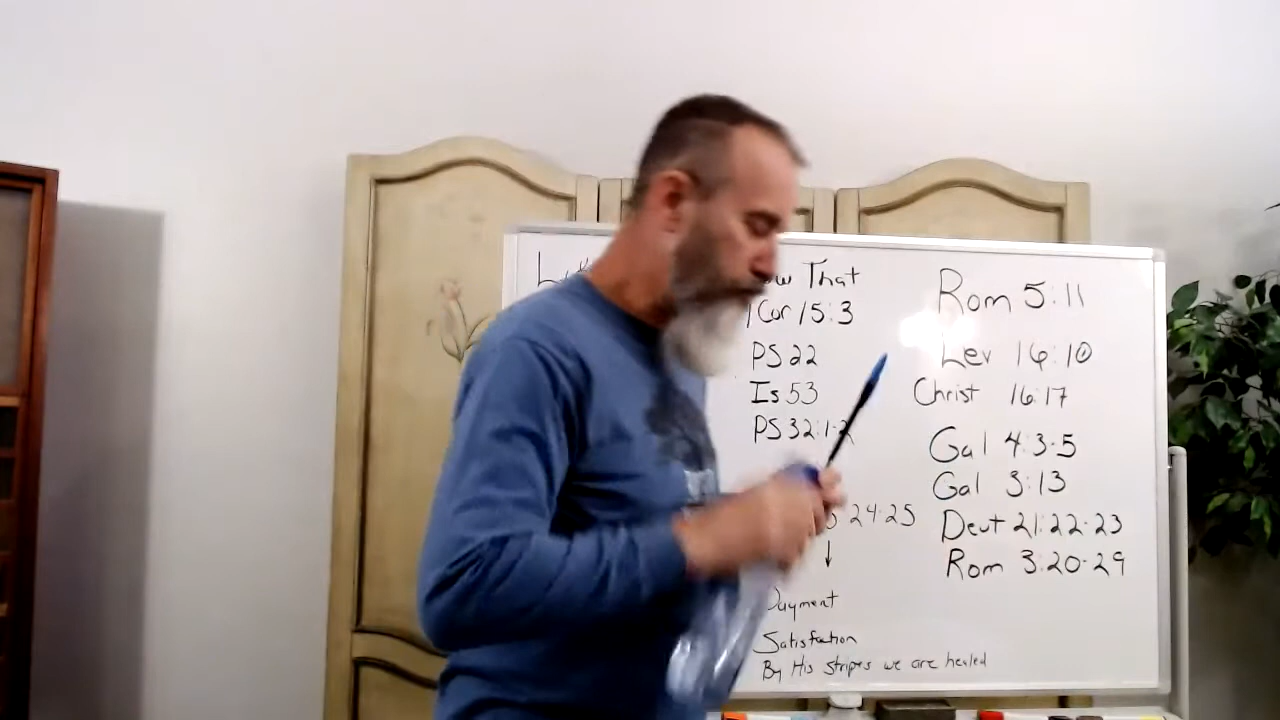 That
1 Cor 15:3
PS 22
Is 53
PS 32:1-2
24:25
↓
Payment
Satisfaction
By His stripes we are healed
Rom 5:11
Lev 16:10
Christ 16:17
Gal 4:3-5
Gal 3:13
Deut 21:22-23
Rom 3:20-29